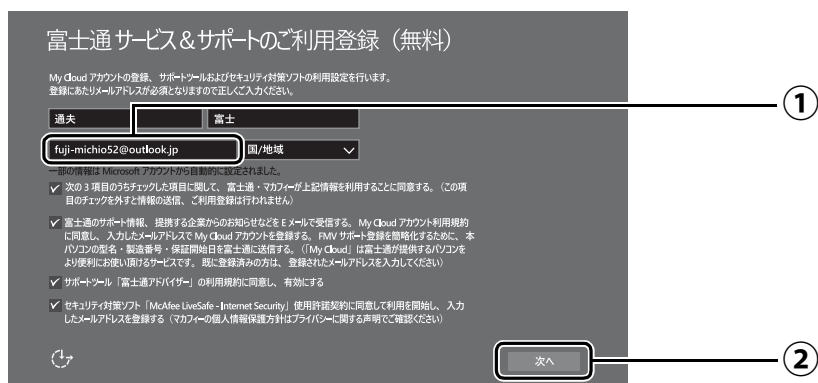 富士通 サービス&サポートのご利用登録（無料）
My Cloud アカウントの登録、サポートツールおよびセキュリティ対策ソフトの利用設定を行います。
登録にあたりメールアドレスが必須となりますので正しくご入力ください。
①
通夫 富士
fuji-michio52@outlook.jp 国/地域
一部の情報は Microsoft アカウントから自動的に設定されました。
次の 3 項目のうちチェックした項目に関して、富士通・マカフィーが上記情報を利用することに同意する。（この項
目のチェックを外すと情報の送信、ご利用登録は行われません）
富士通のサポート情報、提携する企業からのお知らせなどを E メールで受信する。My Cloud アカウント利用規約
に同意し、入力したメールアドレスで My Cloud アカウントを登録する。FMV サポート登録を簡略化するために、本
パソコンの型名・製造番号・保証開始日を富士通に送信する。（「My Cloud」は富士通が提供するパソコンを
より便利にお使い頂けるサービスです。既に登録済みの方は、登録されたメールアドレスを入力してください）
サポートツール「富士通アドバイザー」の利用規約に同意し、有効にする
セキュリティ対策ソフト「McAfee LiveSafe - Internet Security」使用許諾契約に同意して利用を開始し、入力
したメールアドレスを登録する（マカフィーの個人情報保護方針はプライバシーに関する声明でご確認ください）
次へ
②